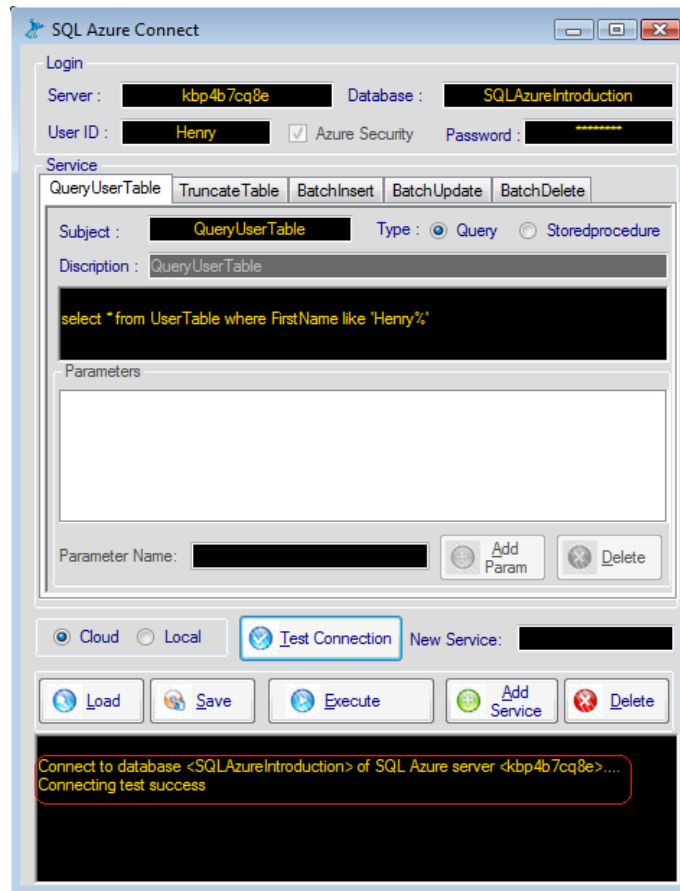 SQL Azure Connect
Login
Server : kbp4b7cq8e Database : SQLAzureIntroduction
User ID : Henry Azure Security Password : ********
Service
QueryUserTable TruncateTable BatchInsert BatchUpdate BatchDelete
Subject : QueryUserTable Type : Query Storedprocedure
Discription : QueryUserTable
select * from UserTable where FirstName like 'Henry%'
Parameters
Parameter Name: Add Param Delete
Cloud Local Test Connection New Service:
Load Save Execute Add Service Delete
Connect to database <SQLAzureIntroduction> of SQL Azure server <kbp4b7cq8e>....
Connecting test success